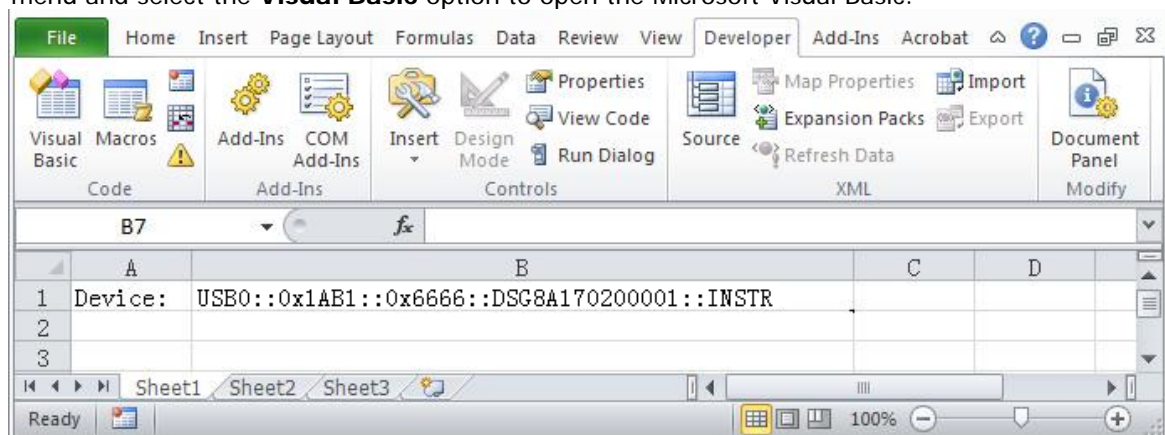 menu and select the Visual Basic option to open the Microsoft Visual Basic.
File Home Insert Page Layout Formulas Data Review View Developer Add-Ins Acrobat
Visual Basic
Macros
Code
Add-Ins
COM Add-Ins
Add-Ins
Insert
Design Mode
Properties
View Code
Run Dialog
Controls
Source
Map Properties
Expansion Packs
Refresh Data
Import
Export
XML
Document Panel
Modify
B7 fx
A B C D
1 Device: USB0::0x1AB1::0x6666::DSG8A170200001::INSTR
2
3
Sheet1 Sheet2 Sheet3
Ready 100%